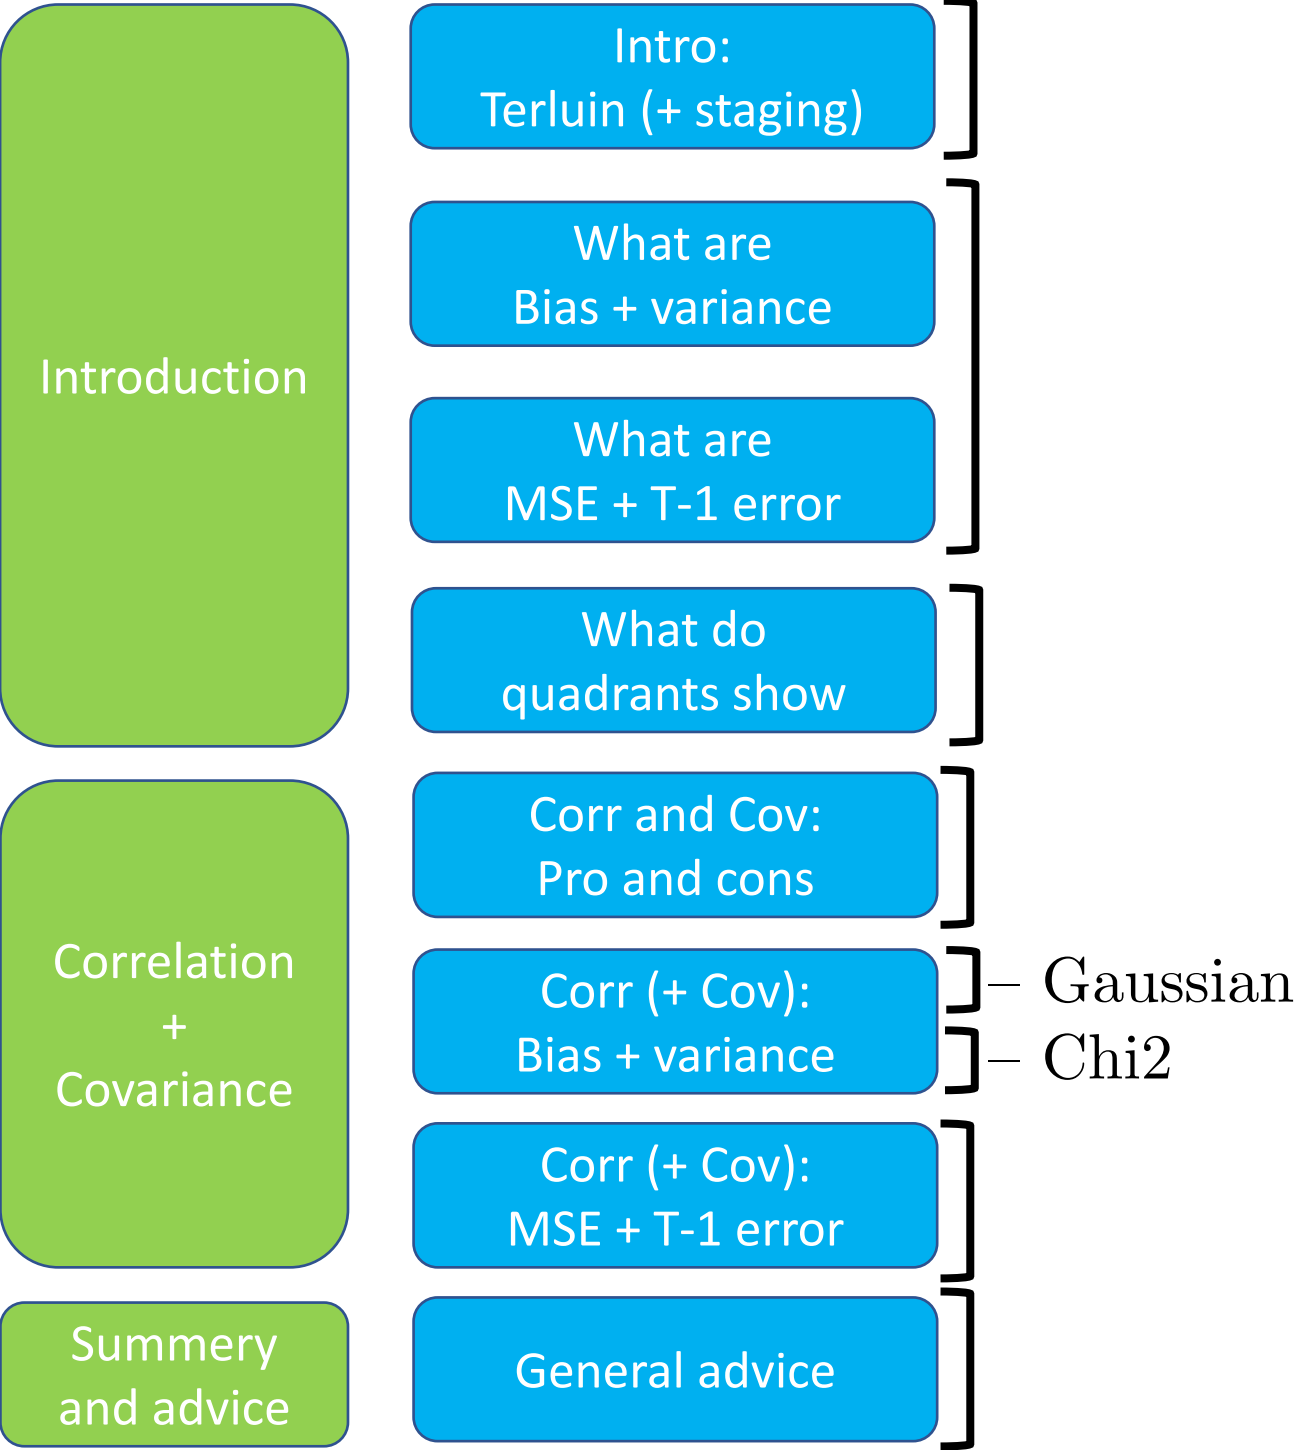 Introduction
Intro:
Terluin (+ staging)
What are
Bias + variance
What are
MSE + T-1 error
What do
quadrants show
Correlation
+
Covariance
Corr and Cov:
Pro and cons
Corr (+ Cov):
Bias + variance
– Gaussian
– Chi2
Corr (+ Cov):
MSE + T-1 error
Summery
and advice
General advice